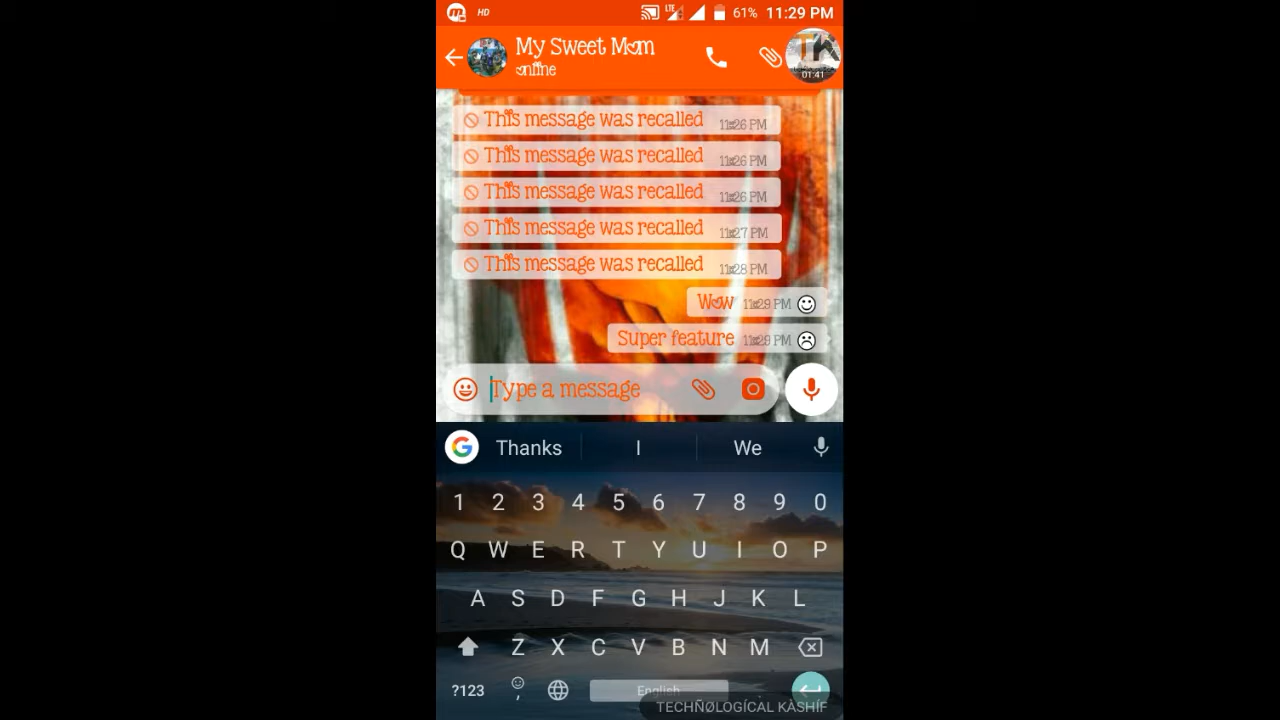 HD LTE 61% 11:29 PM
My Sweet Mom
online
TK
01:41
This message was recalled 11:26 PM
This message was recalled 11:26 PM
This message was recalled 11:26 PM
This message was recalled 11:27 PM
This message was recalled 11:28 PM
Wow 11:29 PM
Super feature 11:29 PM
Type a message
G Thanks I We
1 2 3 4 5 6 7 8 9 0
Q W E R T Y U I O P
A S D F G H J K L
Z X C V B N M
?123 , English .
TECHÑØLOGÍCAL KÀSHÍF